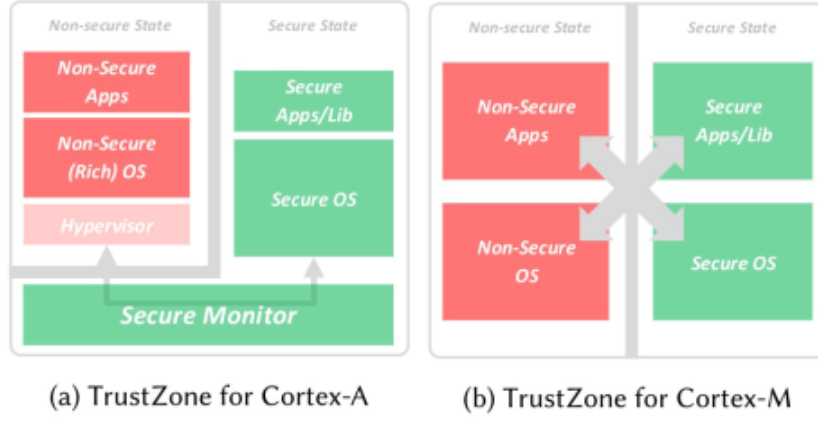 Non-secure State
Secure State
Non-Secure
Apps
Non-Secure
(Rich) OS
Hypervisor
Secure
Apps/Lib
Secure OS
Secure Monitor
(a) TrustZone for Cortex-A
Non-secure State
Secure State
Non-Secure
Apps
Secure
Apps/Lib
Non-Secure
OS
Secure OS
(b) TrustZone for Cortex-M